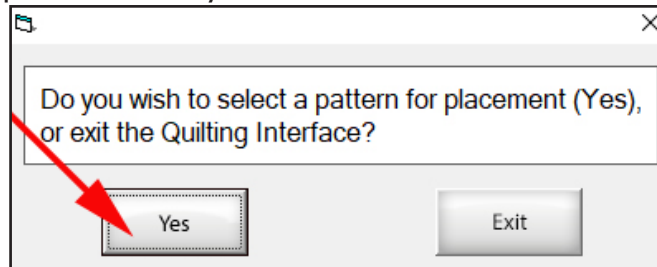 Do you wish to select a pattern for placement (Yes),
or exit the Quilting Interface?
Yes
Exit